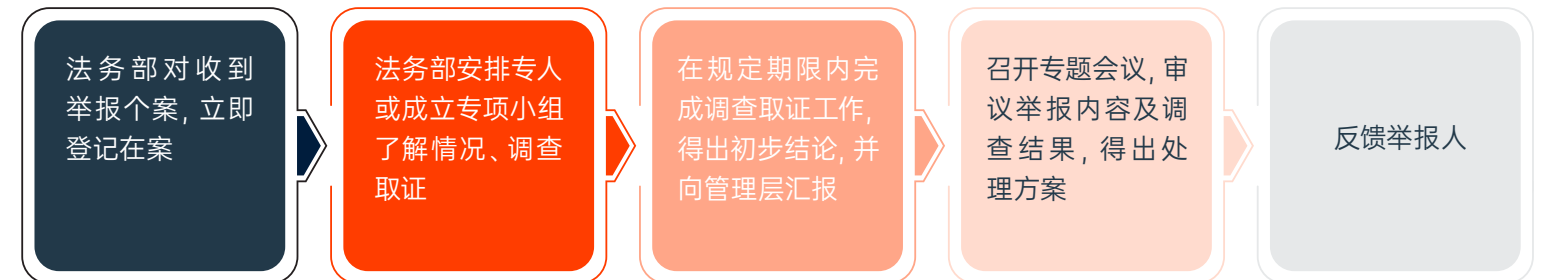 法务部对收到
举报个案, 立即
登记在案
法务部安排专人
或成立专项小组
了解情况、调查
取证
在规定期限内完
成调查取证工作,
得出初步结论, 并
向管理层汇报
召开专题会议, 审
议举报内容及调
查结果, 得出处
理方案
反馈举报人